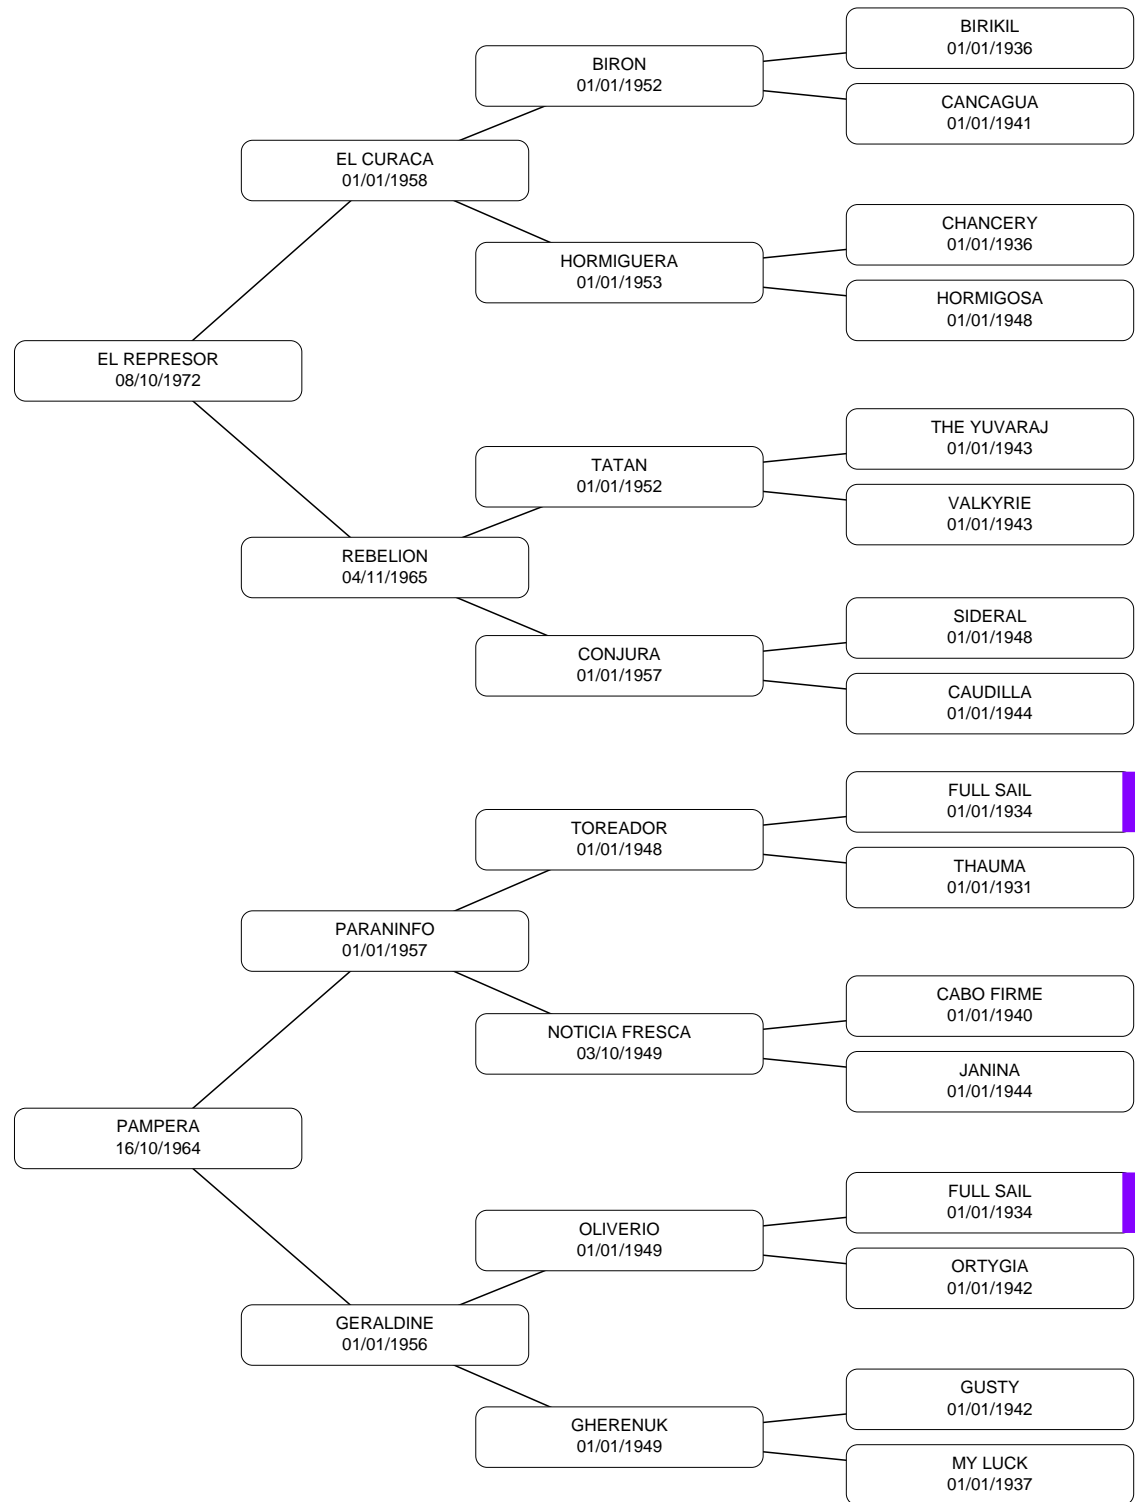 BIRIKIL
01/01/1936
BIRON
01/01/1952
CANCAGUA
01/01/1941
EL CURACA
01/01/1958
CHANCERY
01/01/1936
HORMIGUERA
01/01/1953
HORMIGOSA
01/01/1948
EL REPRESOR
08/10/1972
THE YUVARAJ
01/01/1943
TATAN
01/01/1952
VALKYRIE
01/01/1943
REBELION
04/11/1965
SIDERAL
01/01/1948
CONJURA
01/01/1957
CAUDILLA
01/01/1944
FULL SAIL
01/01/1934
TOREADOR
01/01/1948
THAUMA
01/01/1931
PARANINFO
01/01/1957
CABO FIRME
01/01/1940
NOTICIA FRESCA
03/10/1949
JANINA
01/01/1944
PAMPERA
16/10/1964
FULL SAIL
01/01/1934
OLIVERIO
01/01/1949
ORTYGIA
01/01/1942
GERALDINE
01/01/1956
GUSTY
01/01/1942
GHERENUK
01/01/1949
MY LUCK
01/01/1937